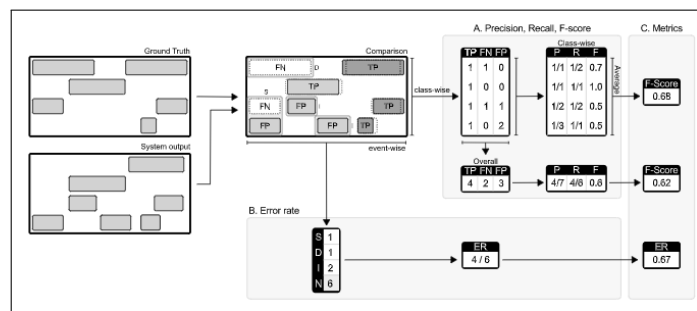 A. Precision, Recall, F-score
C. Metrics
Ground Truth
Comparison
Class-wise
FN D TP
TP I
S
FN FP I TP
FP FP I TP
class-wise
event-wise
TP FN FP
1 1 0
1 0 0
1 1 1
1 0 2
P R F
1/1 1/2 0.7
1/1 1/1 1.0
1/2 1/2 0.5
1/3 1/1 0.5
Average
F-Score
0.68
System output
Overall
TP FN FP
4 2 3
P R F
4/7 4/6 0.6
F-Score
0.62
B. Error rate
S 1
D 1
I 2
N 6
ER
4 / 6
ER
0.67